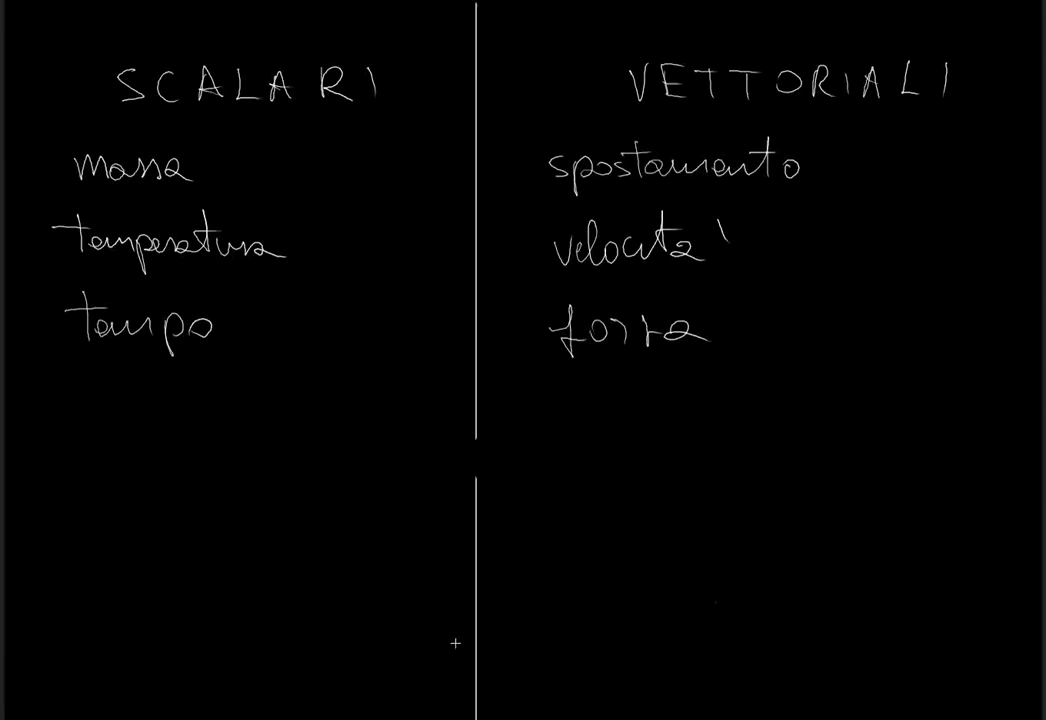 SCALARI
massa
temperatura
tempo
VETTORIALI
spostamento
velocità
forza